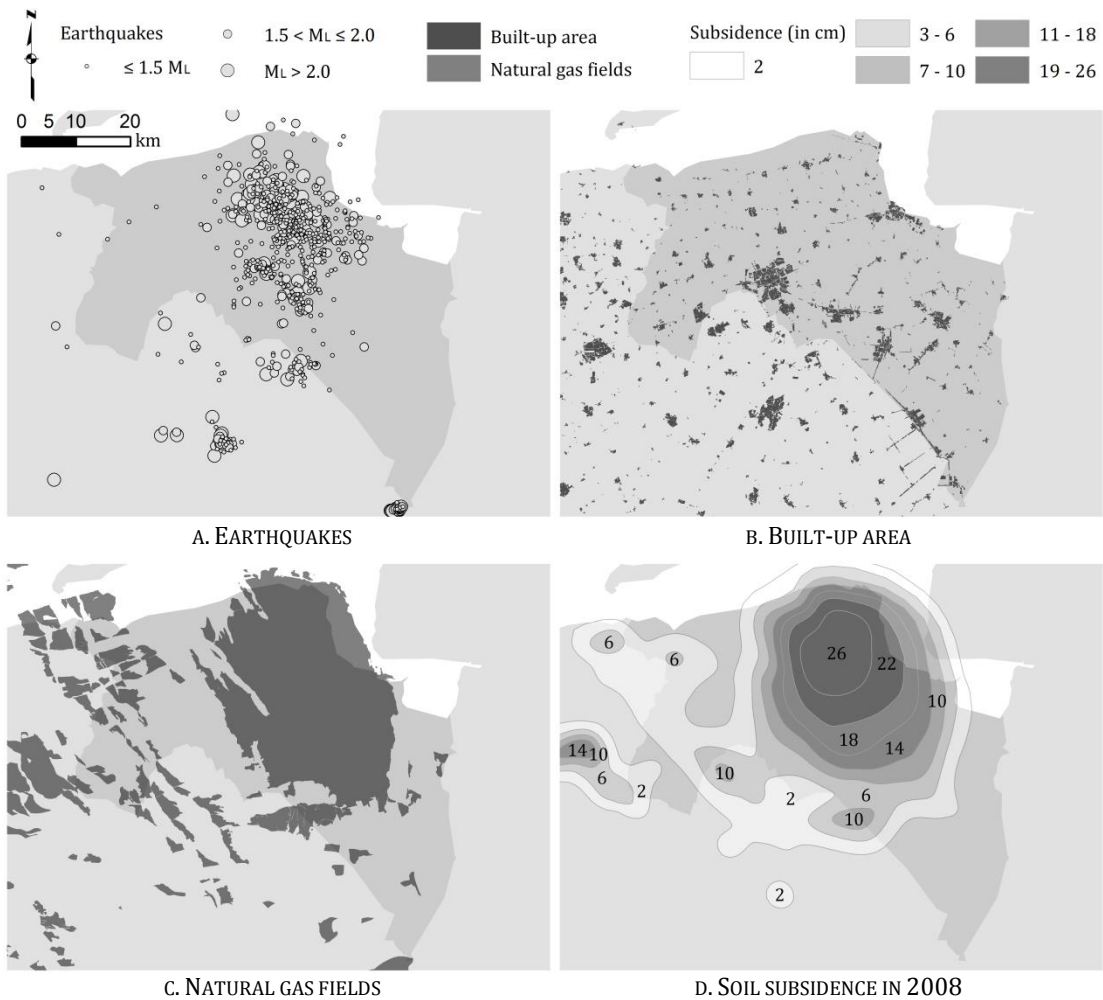 N
Earthquakes
≤ 1.5 ML
1.5 < ML ≤ 2.0
ML > 2.0
Built-up area
Natural gas fields
Subsidence (in cm)
2
3 - 6
7 - 10
11 - 18
19 - 26
0 5 10 20
km
A. EARTHQUAKES
B. BUILT-UP AREA
6
6
26
22
10
18
14
14
10
10
6
2
2
6
10
2
C. NATURAL GAS FIELDS
D. SOIL SUBSIDENCE IN 2008